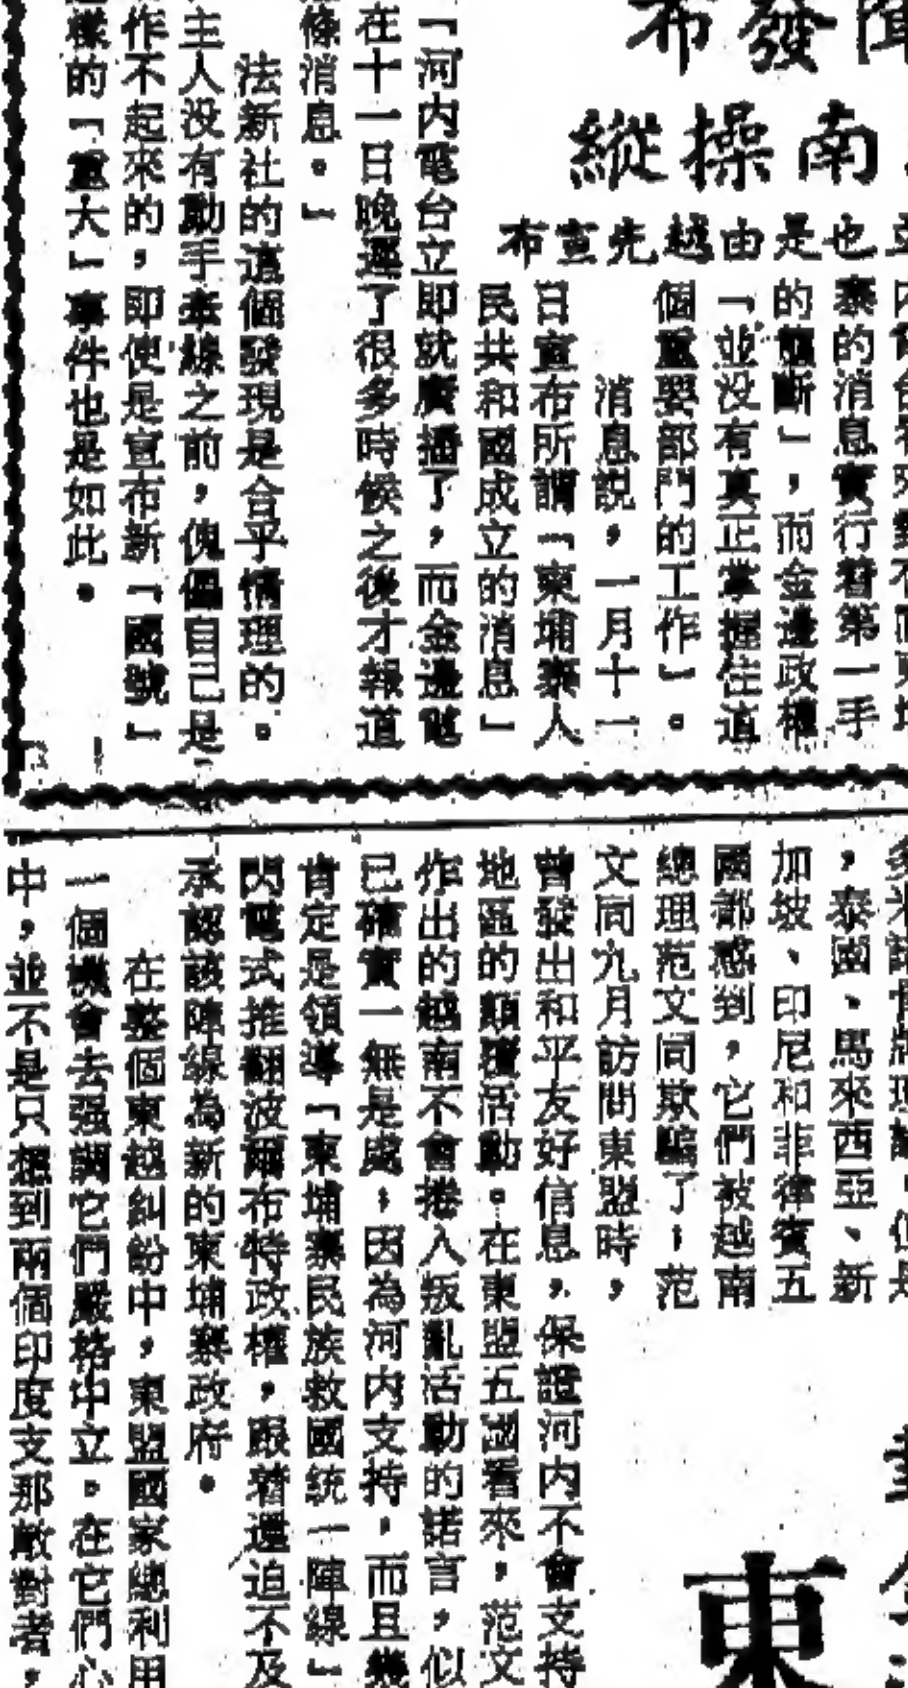 聞發布
南操縱
也是由越先宣布
寨的消息實行着第一手
的壟斷」,而金邊政權
「並没有真正掌握住這
個重要部門的工作」。
消息説,一月十一
日宣布所謂「柬埔寨人
民共和國成立的消息」
「河内電台立即就廣播了,而金邊電
在十一日晚遲了很多時候之後才報道
條消息。」
法新社的這個發現是合乎情理的。
主人没有動手牽線之前,傀儡自己是
作不起來的,即使是宣布新「國號」
樣的「重大」事件也是如此。
,泰國、馬來西亞、新
加坡、印尼和菲律賓五
國都感到,它們被越南
總理范文同欺騙了;范
文同九月訪問東盟時,
曾發出和平友好信息,保證河内不會支持
地區的顛覆活動。在東盟五國看來,范文
作出的越南不會捲入叛亂活動的諾言,似
已確實一無是處;因為河内支持,而且幾
肯定是領導「柬埔寨民族救國統一陣線」
閃電式推翻波爾布特政權,跟着還迫不及
承認該陣線為新的柬埔寨政府。
在整個柬越糾紛中,東盟國家總利用
一個機會去强調它們嚴格中立。在它們心
中,並不是只想到兩個印度支那敵對者,
東